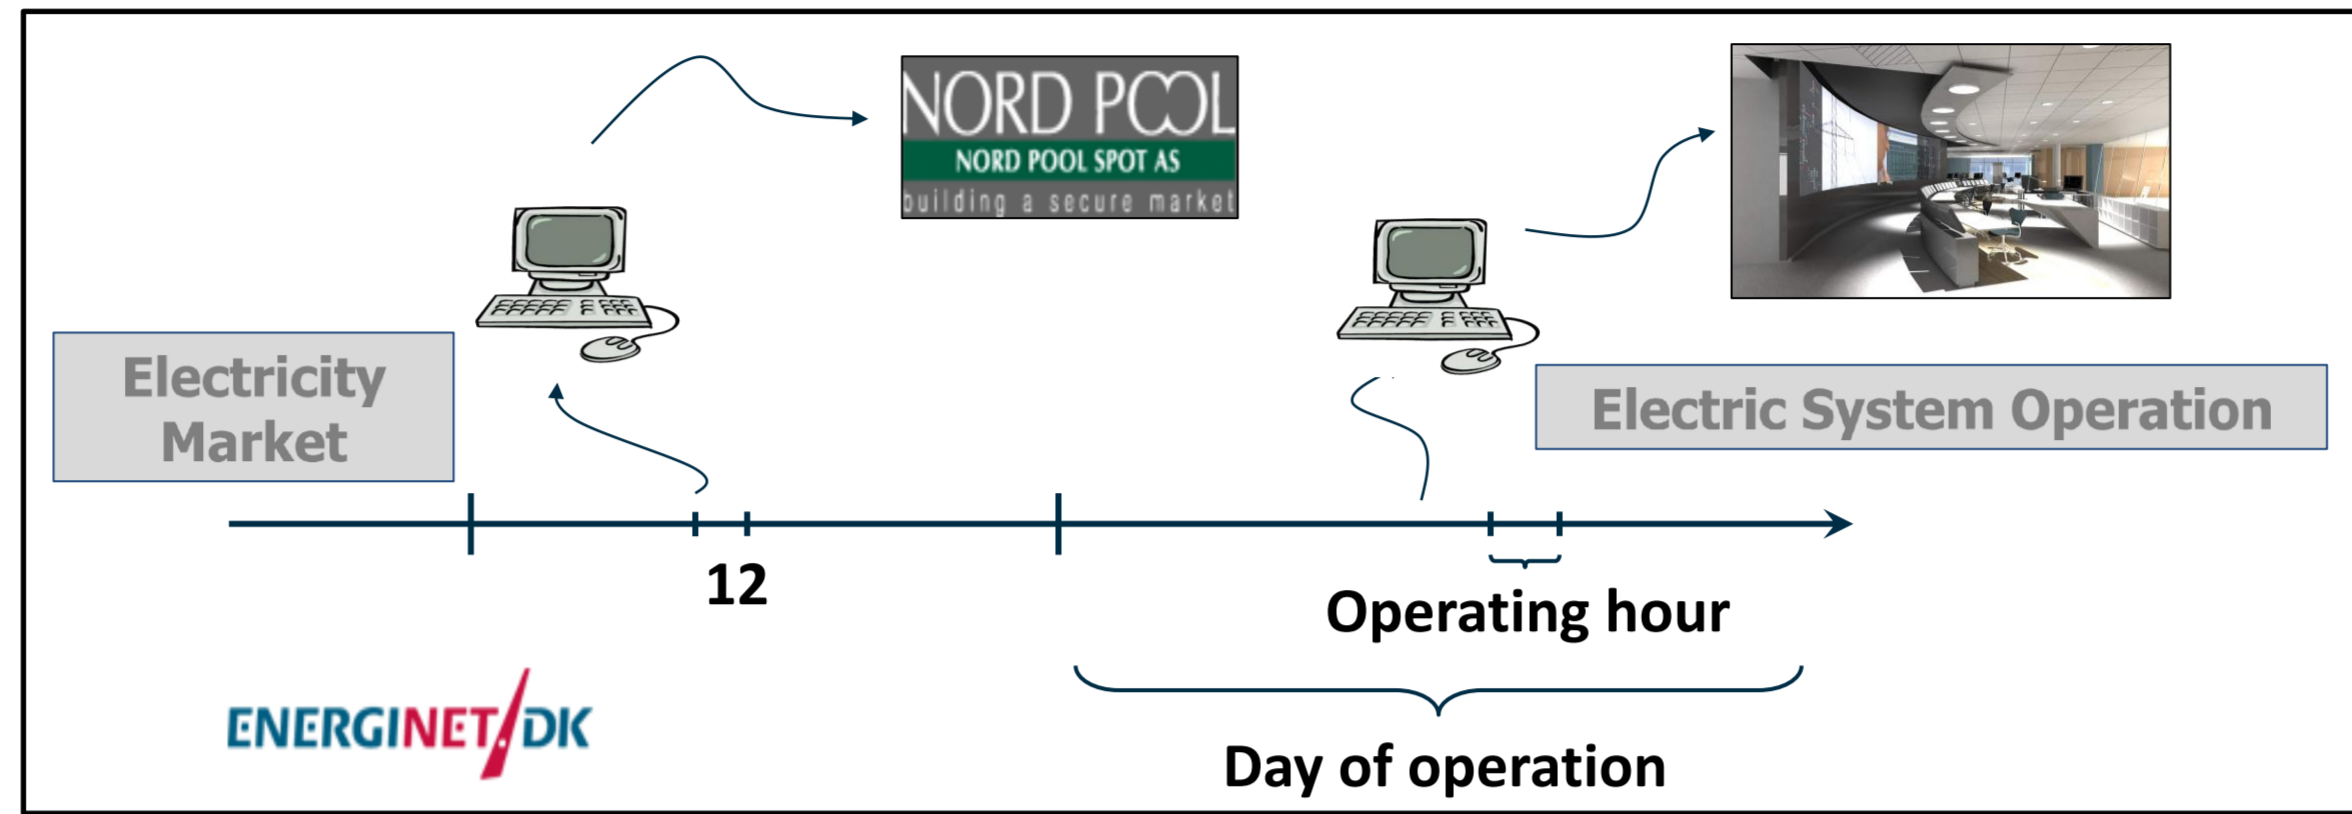 NORD POOL
NORD POOL SPOT AS
building a secure market
Electricity
Market
Electric System Operation
12
Operating hour
Day of operation
ENERGINET/DK